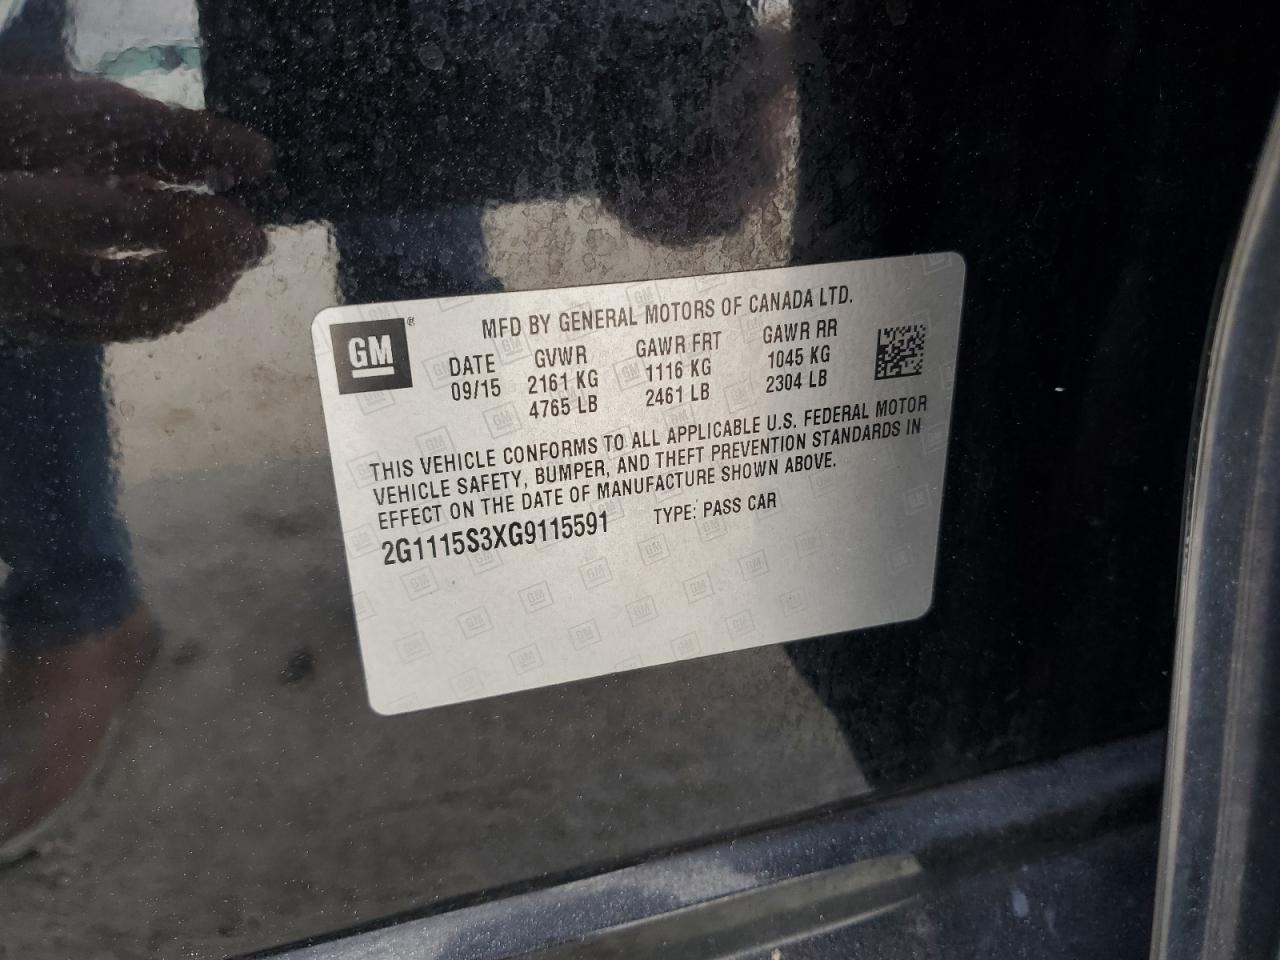 GM ®
MFD BY GENERAL MOTORS OF CANADA LTD.
DATE GVWR GAWR FRT GAWR RR
09/15 2161 KG 1116 KG 1045 KG
4765 LB 2461 LB 2304 LB
THIS VEHICLE CONFORMS TO ALL APPLICABLE U.S. FEDERAL MOTOR
VEHICLE SAFETY, BUMPER, AND THEFT PREVENTION STANDARDS IN
EFFECT ON THE DATE OF MANUFACTURE SHOWN ABOVE.
2G1115S3XG9115591 TYPE: PASS CAR